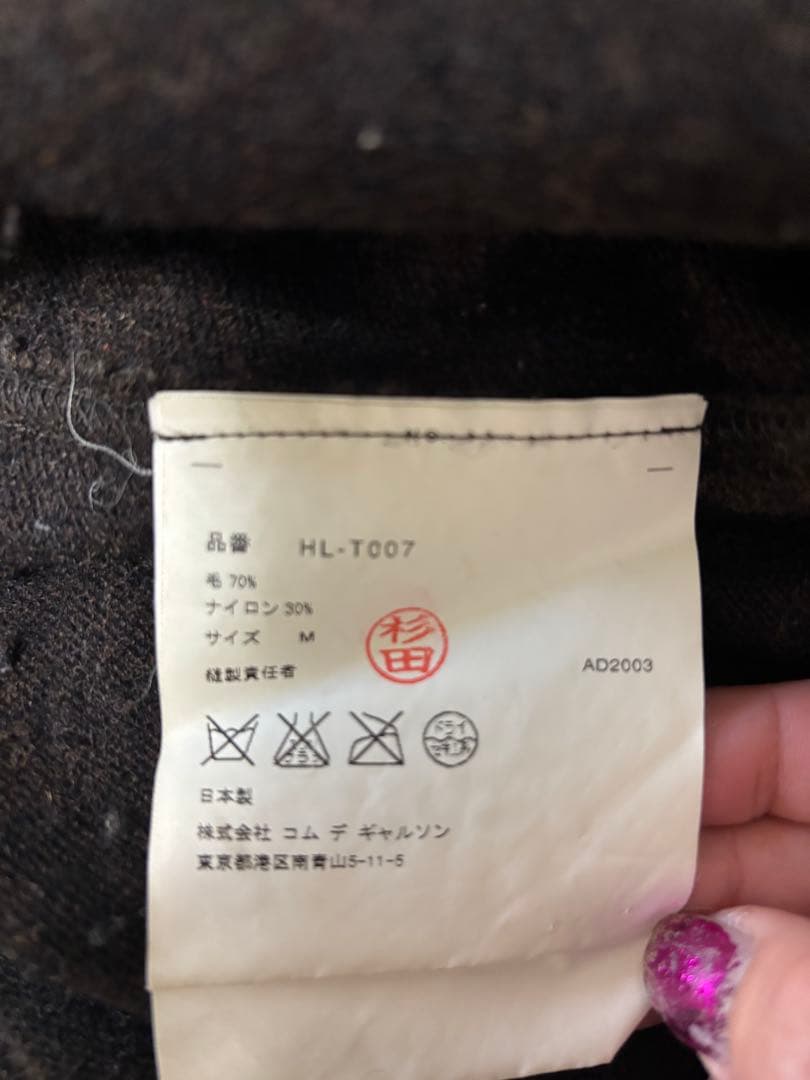 品番 HL-T007
毛 70%
ナイロン 30%
サイズ M
杉田
縫製責任者 AD2003
ドライ
日本製
株式会社 コム デ ギャルソン
東京都港区南青山5-11-5